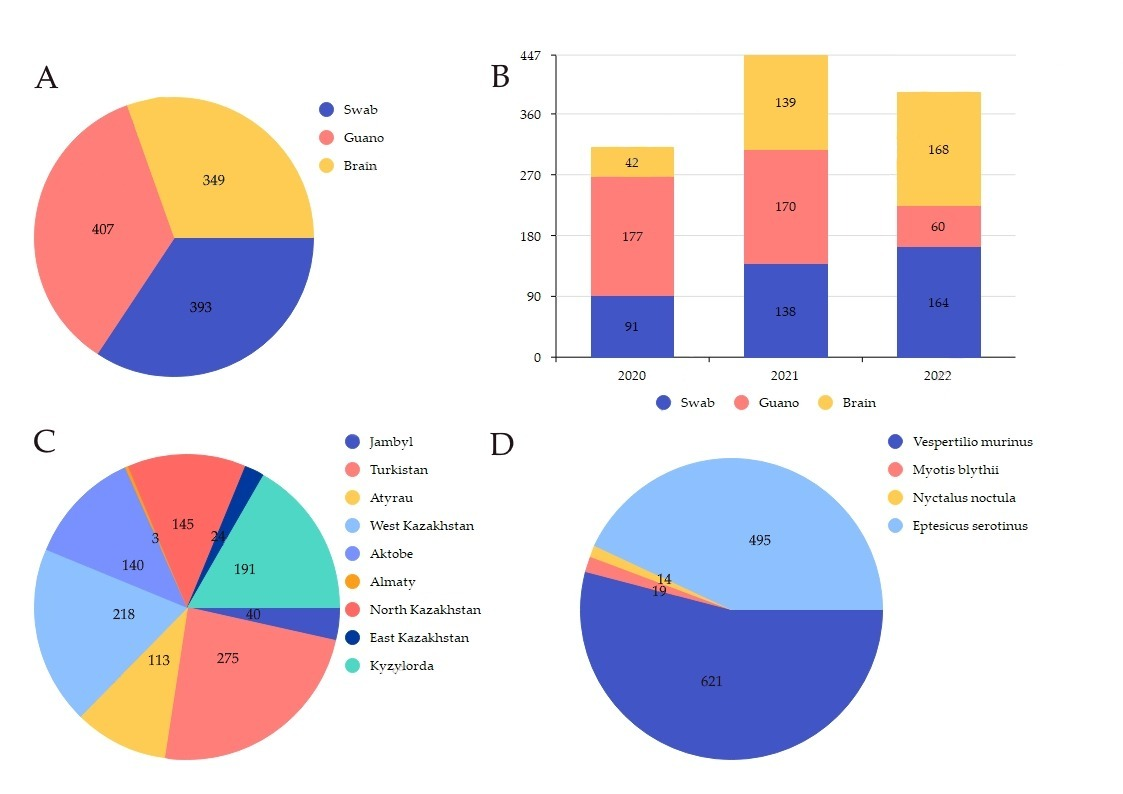 A
Swab
Guano
Brain
349
407
393
B
447
360
270
180
90
0
42
177
91
139
170
138
168
60
164
2020 2021 2022
Swab Guano Brain
C
Jambyl
Turkistan
Atyrau
West Kazakhstan
Aktobe
Almaty
North Kazakhstan
East Kazakhstan
Kyzylorda
145
24
3
140
191
218
40
113
275
D
Vespertilio murinus
Myotis blythii
Nyctalus noctula
Eptesicus serotinus
495
14
19
621